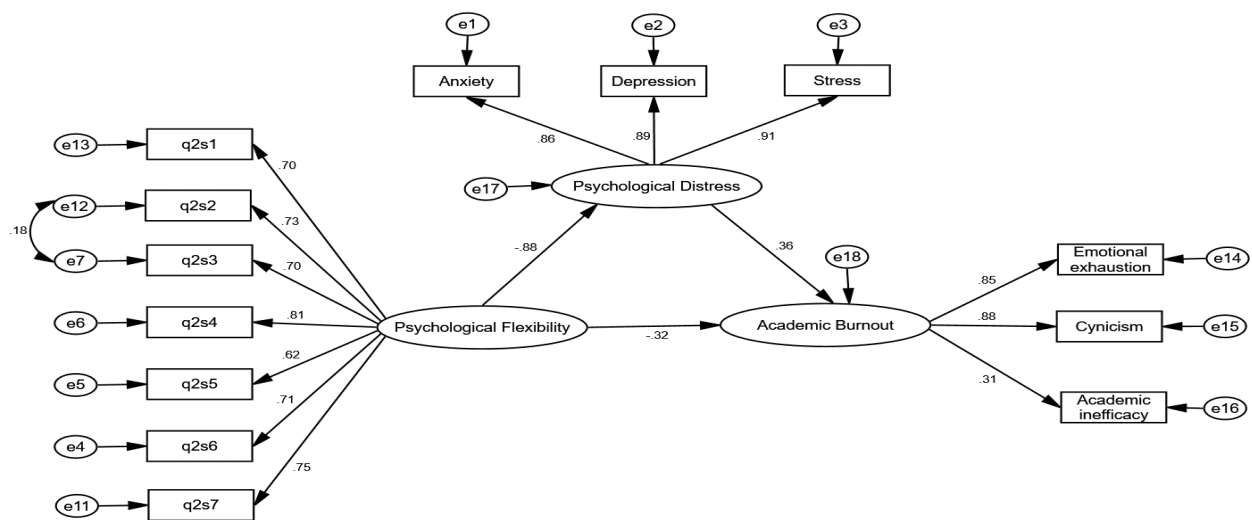 e1
e2
e3
Anxiety
Depression
Stress
.86
.89
.91
e13
q2s1
.70
e17
Psychological Distress
e12
q2s2
.73
.18
e7
q2s3
.70
-.88
.36
e18
Emotional
exhaustion
e14
.85
e6
q2s4
.81
Psychological Flexibility
-.32
Academic Burnout
.88
Cynicism
e15
e5
q2s5
.62
.31
Academic
inefficacy
e16
e4
q2s6
.71
.75
e11
q2s7